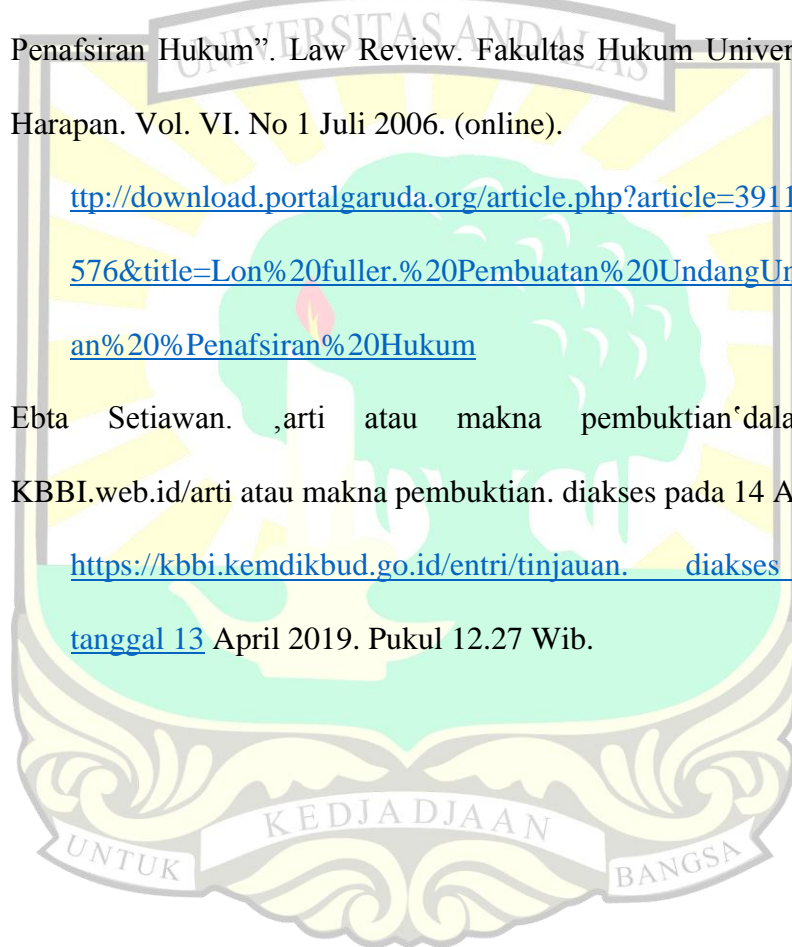 UNIVERSITAS ANDALAS
Penafsiran Hukum”. Law Review. Fakultas Hukum Univer
Harapan. Vol. VI. No 1 Juli 2006. (online).
ttp://download.portalgaruda.org/article.php?article=3911
576&title=Lon%20fuller.%20Pembuatan%20UndangUn
an%20%Penafsiran%20Hukum
Ebta Setiawan. ‚arti atau makna pembuktian‛dala
KBBI.web.id/arti atau makna pembuktian. diakses pada 14 A
https://kbbi.kemdikbud.go.id/entri/tinjauan. diakses
tanggal 13 April 2019. Pukul 12.27 Wib.
UNTUK KEDJADJAAN BANGSA